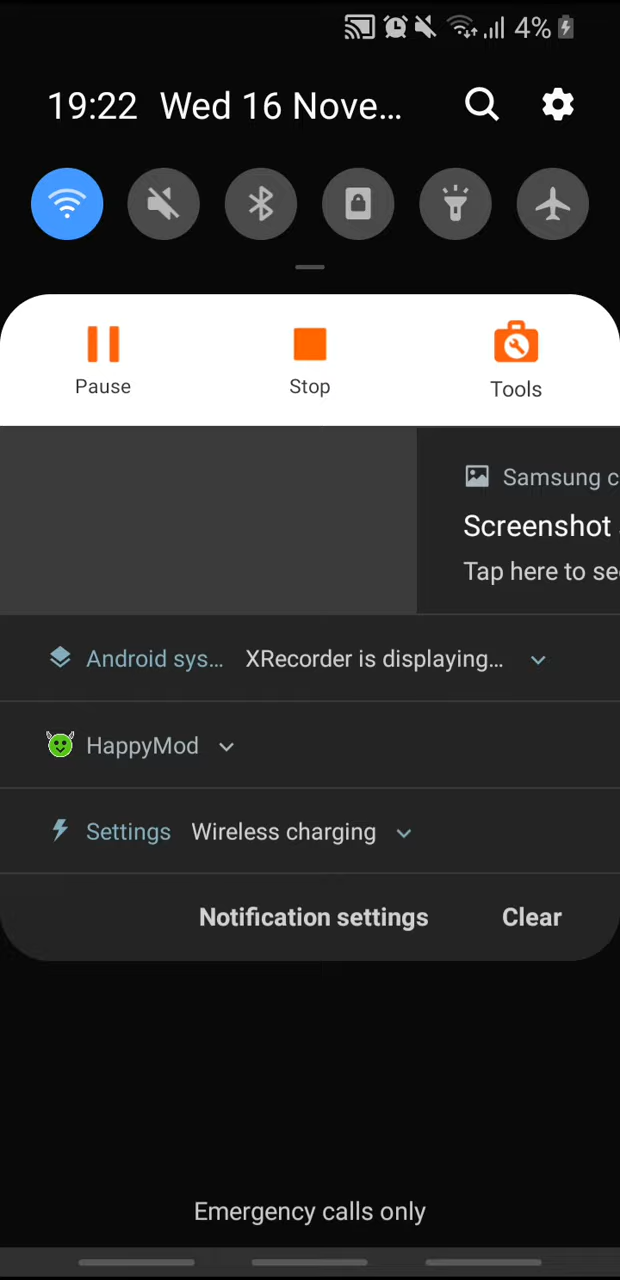 4%
19:22 Wed 16 Nove...
Pause Stop Tools
Samsung c
Screenshot
Tap here to se
Android sys... XRecorder is displaying...
HappyMod
Settings Wireless charging
Notification settings Clear
Emergency calls only